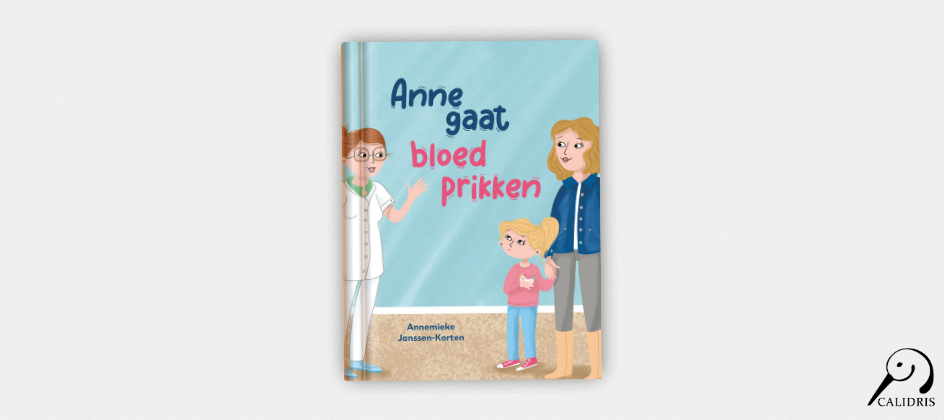 Anne
gaat
bloed
prikken
Annemieke
Janssen-Korten
CALIDRIS